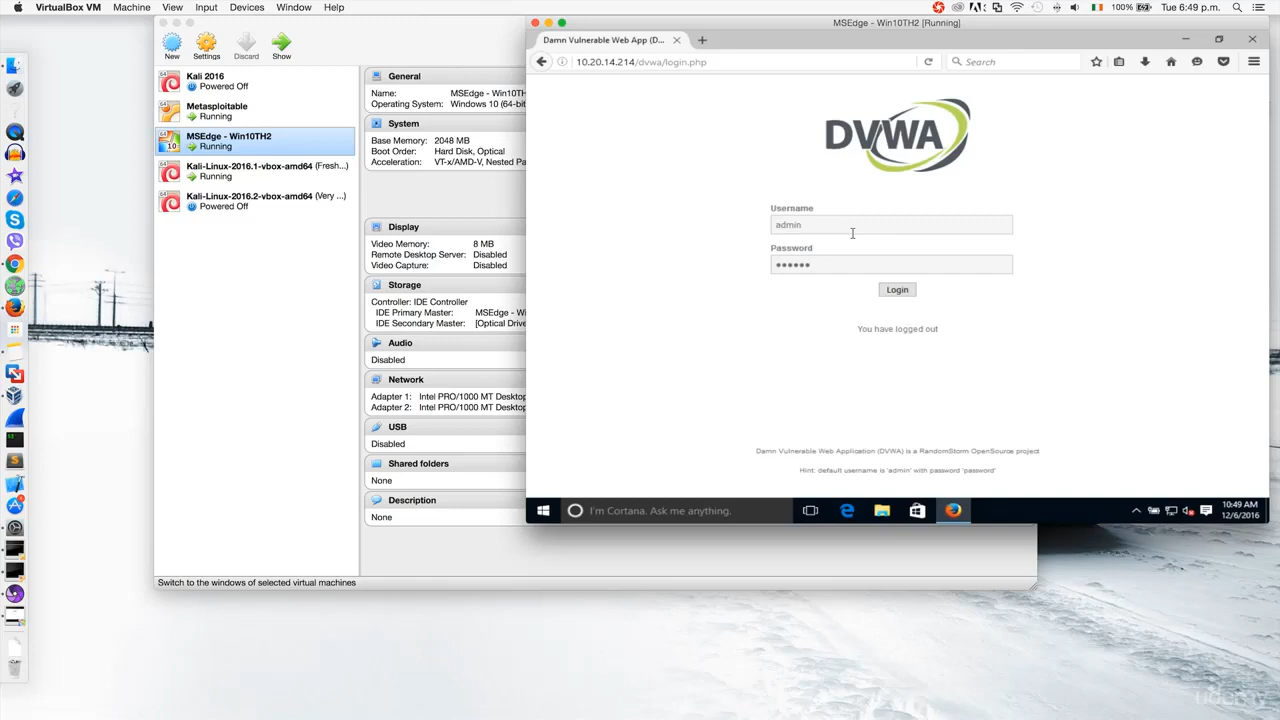 VirtualBox VM Machine View Input Devices Window Help
100% Tue 6:49 p.m.
MSEdge - Win10TH2 [Running]
New Settings Discard Show
Kali 2016
Powered Off
Metasploitable
Running
MSEdge - Win10TH2
Running
Kali-Linux-2016.1-vbox-amd64 (Fresh...)
Running
Kali-Linux-2016.2-vbox-amd64 (Very ...)
Powered Off
General
Name: MSEdge - Win10TH2
Operating System: Windows 10 (64-bit
System
Base Memory: 2048 MB
Boot Order: Hard Disk, Optical
Acceleration: VT-x/AMD-V, Nested Pa
Display
Video Memory: 8 MB
Remote Desktop Server: Disabled
Video Capture: Disabled
Storage
Controller: IDE Controller
IDE Primary Master: MSEdge - Wi
IDE Secondary Master: [Optical Drive
Audio
Disabled
Network
Adapter 1: Intel PRO/1000 MT Desktop
Adapter 2: Intel PRO/1000 MT Desktop
USB
Disabled
Shared folders
None
Description
None
Switch to the windows of selected virtual machines
Damn Vulnerable Web App (D...
10.20.14.214/dvwa/login.php
Search
DVWA
Username
admin
Password
••••••
Login
You have logged out
Damn Vulnerable Web Application (DVWA) is a RandomStorm OpenSource project
Hint: default username is 'admin' with password 'password'
I'm Cortana. Ask me anything.
10:49 AM
12/6/2016